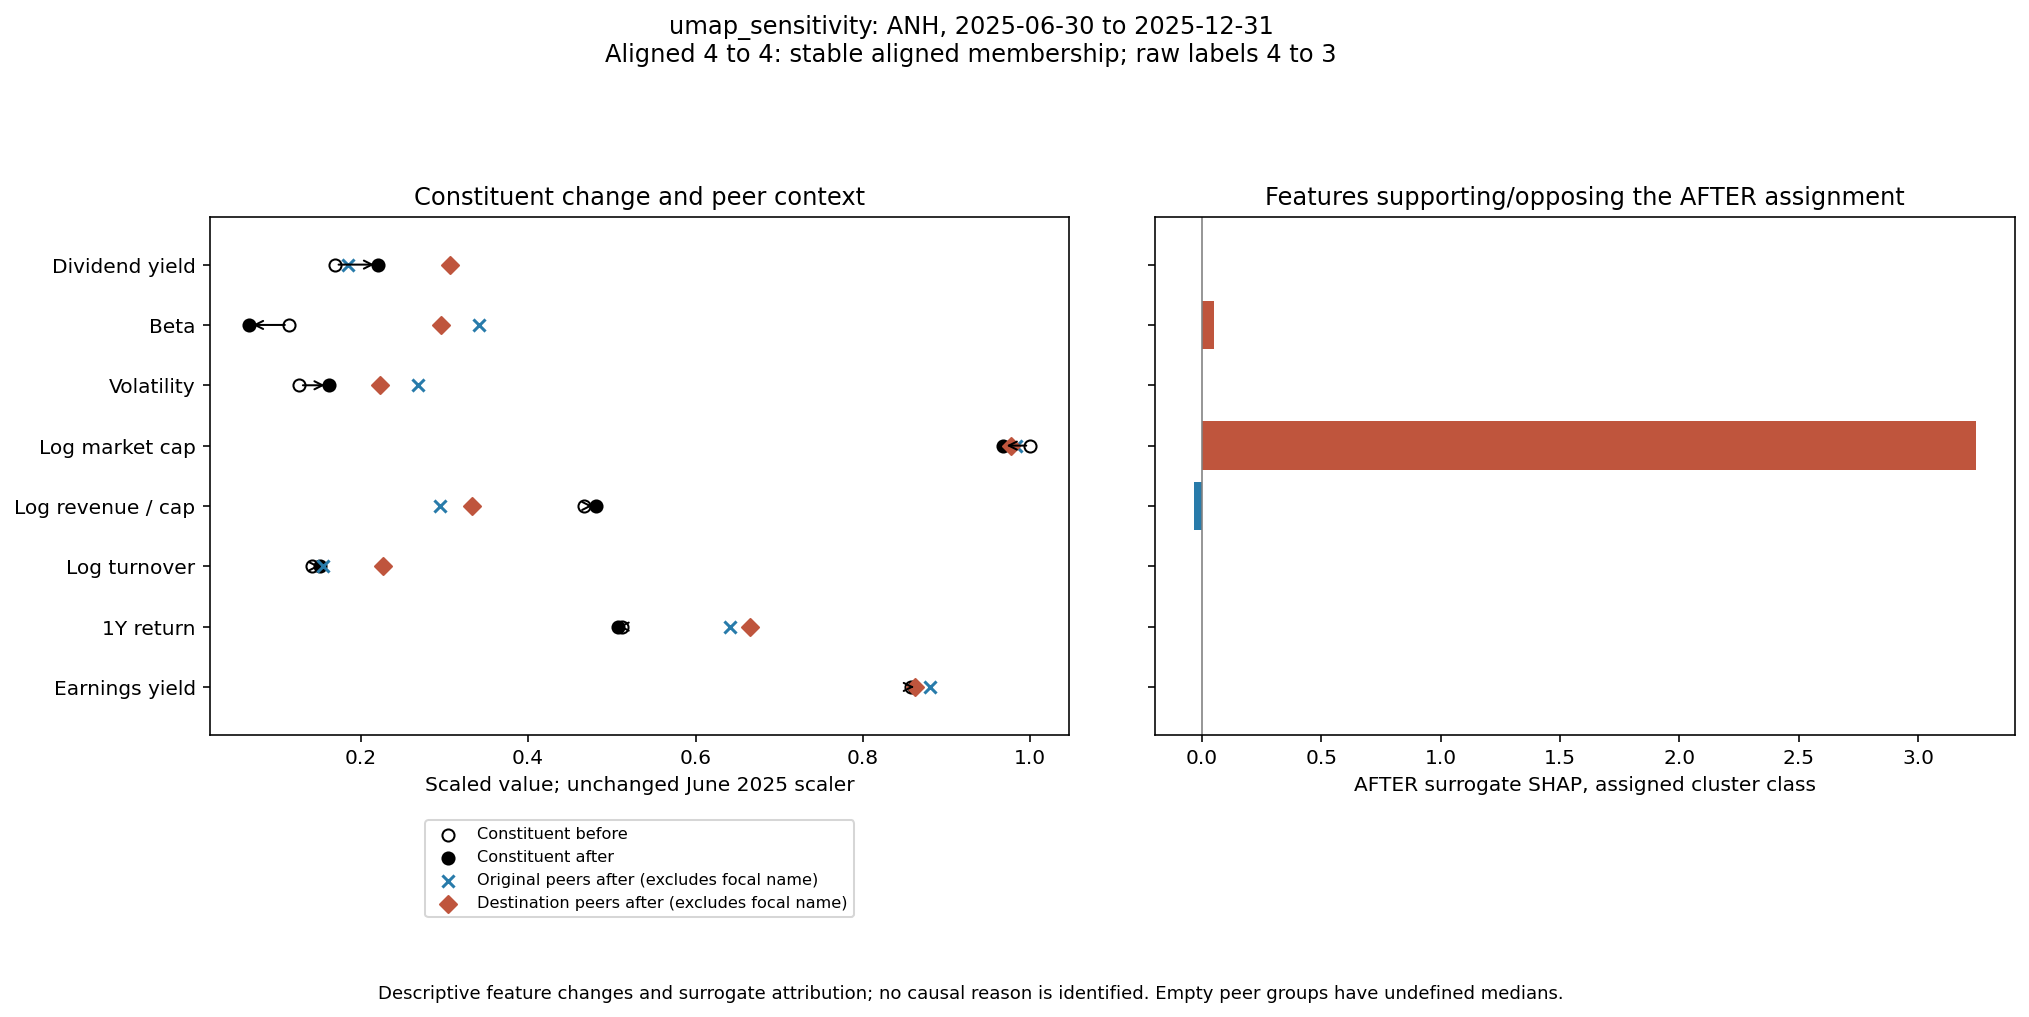 umap_sensitivity: ANH, 2025-06-30 to 2025-12-31
Aligned 4 to 4: stable aligned membership; raw labels 4 to 3
Constituent change and peer context
Dividend yield
Beta
Volatility
Log market cap
Log revenue / cap
Log turnover
1Y return
Earnings yield
0.2 0.4 0.6 0.8 1.0
Scaled value; unchanged June 2025 scaler
Constituent before
Constituent after
Original peers after (excludes focal name)
Destination peers after (excludes focal name)
Features supporting/opposing the AFTER assignment
0.0 0.5 1.0 1.5 2.0 2.5 3.0
AFTER surrogate SHAP, assigned cluster class
Descriptive feature changes and surrogate attribution; no causal reason is identified. Empty peer groups have undefined medians.